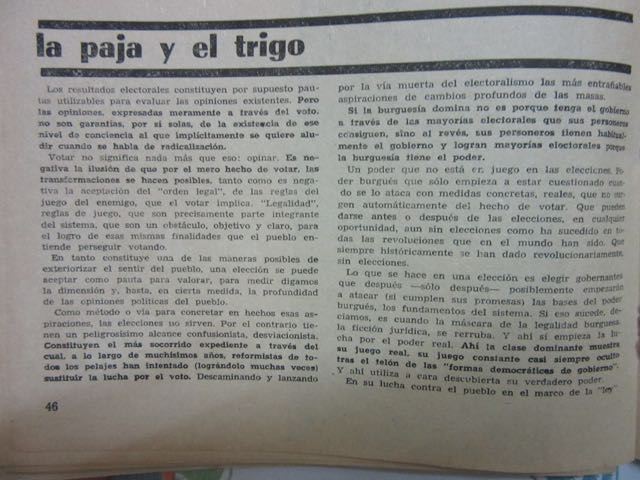 la paja y el trigo
Los resultados electorales constituyen por supuesto pau-
tas utilizables para evaluar las opiniones existentes. Pero
las opiniones, expresadas meramente a través del voto,
no son garantías, por sí solas, de la existencia de ese
nivel de conciencia al que implícitamente se quiere alu-
dir cuando se habla de radicalización.
Votar no significa nada más que eso: opinar. Es ne-
gativa la ilusión de que por el mero hecho de votar, las
transformaciones se hacen posibles, tanto como es nega-
tiva la aceptación del "orden legal", de las reglas del
juego del enemigo, que el votar implica. "Legalidad",
reglas de juego, que son precisamente parte integrante
del sistema, que son un obstáculo, objetivo y claro, para
el logro de esas mismas finalidades que el pueblo en-
tiende perseguir votando.
En tanto constituye una de las maneras posibles de
exteriorizar el sentir del pueblo, una elección se puede
aceptar como pauta para valorar, para medir digamos
la dimensión y, hasta, en cierta medida, la profundidad
de las opiniones políticas del pueblo.
Como método o vía para concretar en hechos esas as-
piraciones, las elecciones no sirven. Por el contrario tie-
nen un peligrosísimo alcance confusionista, desviacionista.
Constituyen el más socorrido expediente a través del
cual, a lo largo de muchísimos años, reformistas de to-
dos los pelajes han intentado (lográndolo muchas veces)
sustituir la lucha por el voto. Descaminando y lanzando
46
por la vía muerta del electoralismo las más entrañables
aspiraciones de cambios profundos de las masas.
Si la burguesía domina no es porque tenga el gobierno
a través de las mayorías electorales que sus personeros
consiguen, sino al revés, sus personeros tienen habitual-
mente el gobierno y logran mayorías electorales porque
la burguesía tiene el poder.
Un poder que no está en juego en las elecciones. Po-
der burgués que sólo empieza a estar cuestionado cuan-
do se lo ataca con medidas concretas, reales, que no sur-
gen automáticamente del hecho de votar. Que pueden
darse antes o después de las elecciones, en cualquier
oportunidad, aun sin elecciones como ha sucedido en to-
das las revoluciones que en el mundo han sido. Que
siempre históricamente se han dado revolucionariamente,
sin elecciones.
Lo que se hace en una elección es elegir gobernantes
que después —sólo después— posiblemente empezarán
a atacar (si cumplen sus promesas) las bases del poder
burgués, los fundamentos del sistema. Si eso sucede, de-
cíamos, es cuando la máscara de la legalidad burguesa,
la ficción jurídica, se rerruba. Y ahí sí empieza la lu-
cha por el poder real. Ahí la clase dominante muestra
su juego real, su juego constante casi siempre oculto
tras el telón de las "formas democráticas de gobierno".
Y ahí utiliza a cara descubierta su verdadero poder.
En su lucha contra el pueblo en el marco de la "ley"